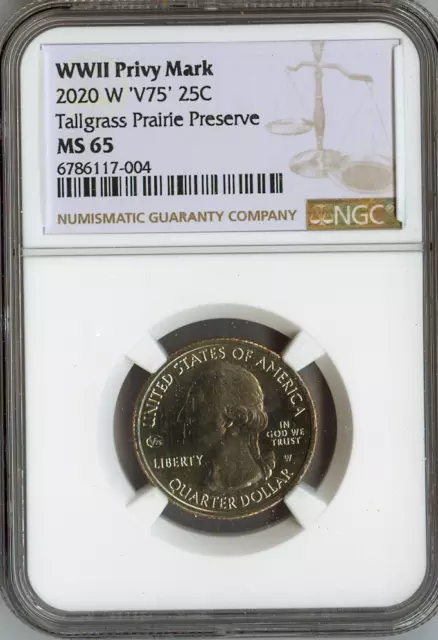 WWII Privy Mark
2020 W 'V75' 25C
Tallgrass Prairie Preserve
MS 65
6786117-004
NUMISMATIC GUARANTY COMPANY
NGC
UNITED STATES OF AMERICA
IN
GOD WE
TRUST
LIBERTY
W
QUARTER DOLLAR